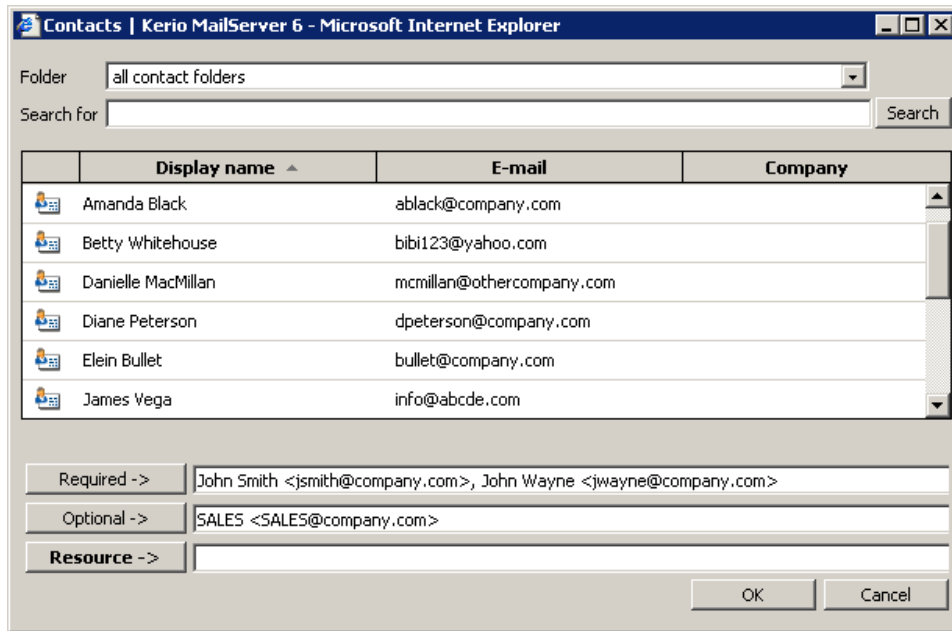 Contacts | Kerio MailServer 6 - Microsoft Internet Explorer
Folder all contact folders
Search for Search
Display name E-mail Company
Amanda Black ablack@company.com
Betty Whitehouse bibi123@yahoo.com
Danielle MacMillan mcmillan@othercompany.com
Diane Peterson dpeterson@company.com
Elein Bullet bullet@company.com
James Vega info@abcde.com
Required -> John Smith <jsmith@company.com>, John Wayne <jwayne@company.com>
Optional -> SALES <SALES@company.com>
Resource ->
OK Cancel